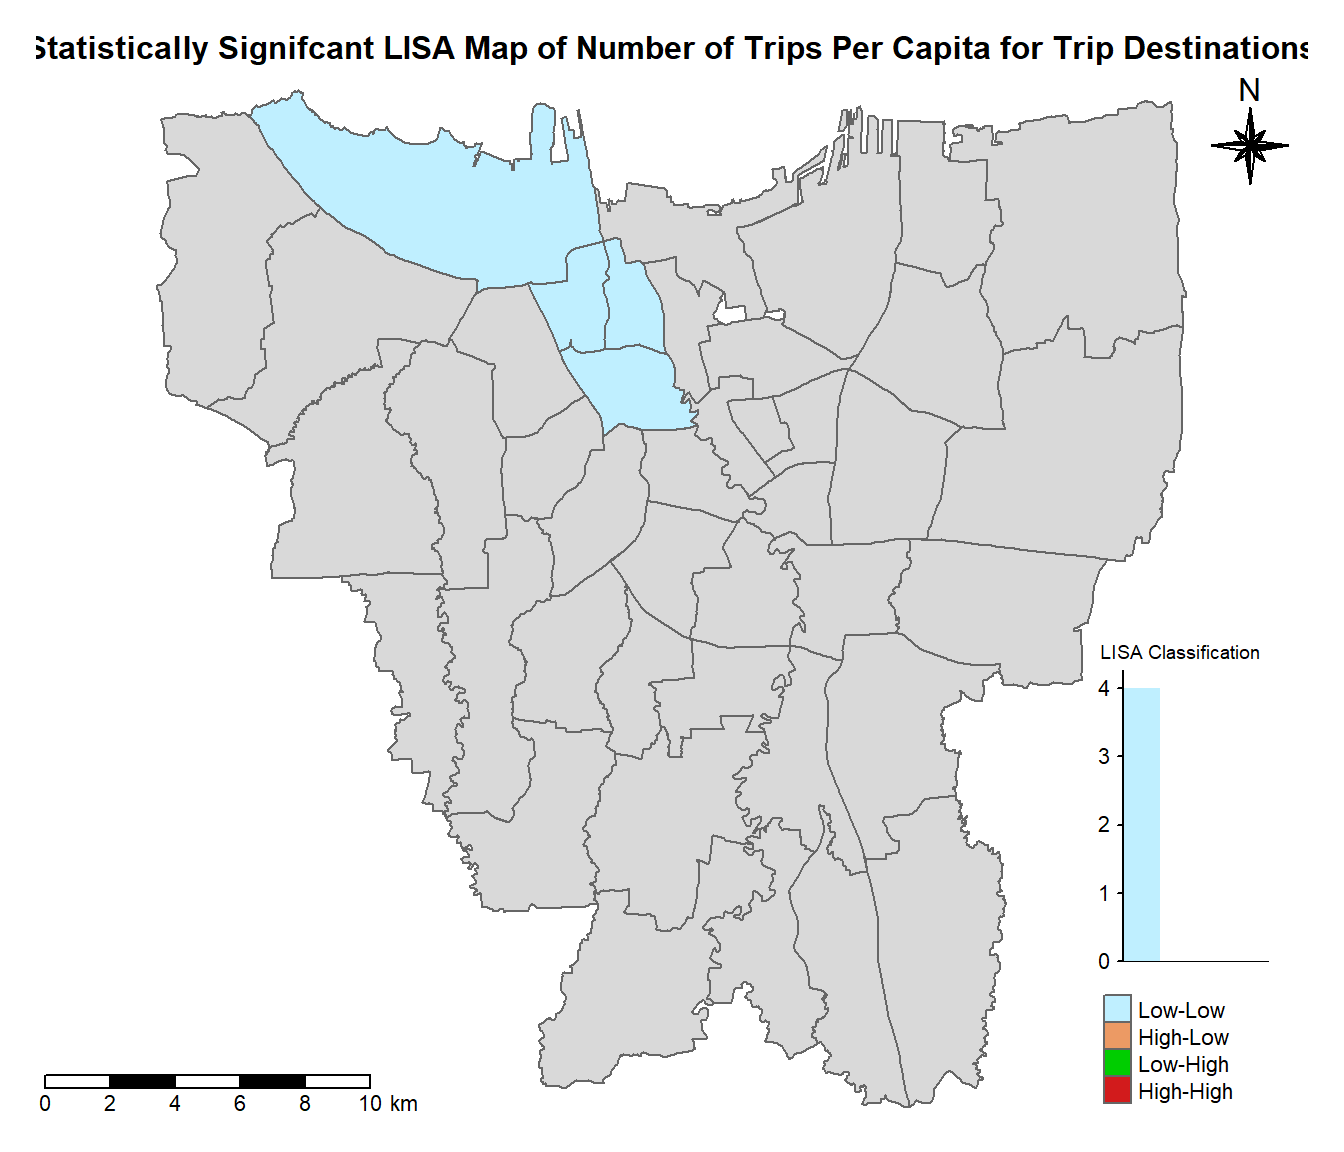 Statistically Signifcant LISA Map of Number of Trips Per Capita for Trip Destinations
N
LISA Classification
4
3
2
1
0
Low-Low
High-Low
Low-High
High-High
0 2 4 6 8 10 km